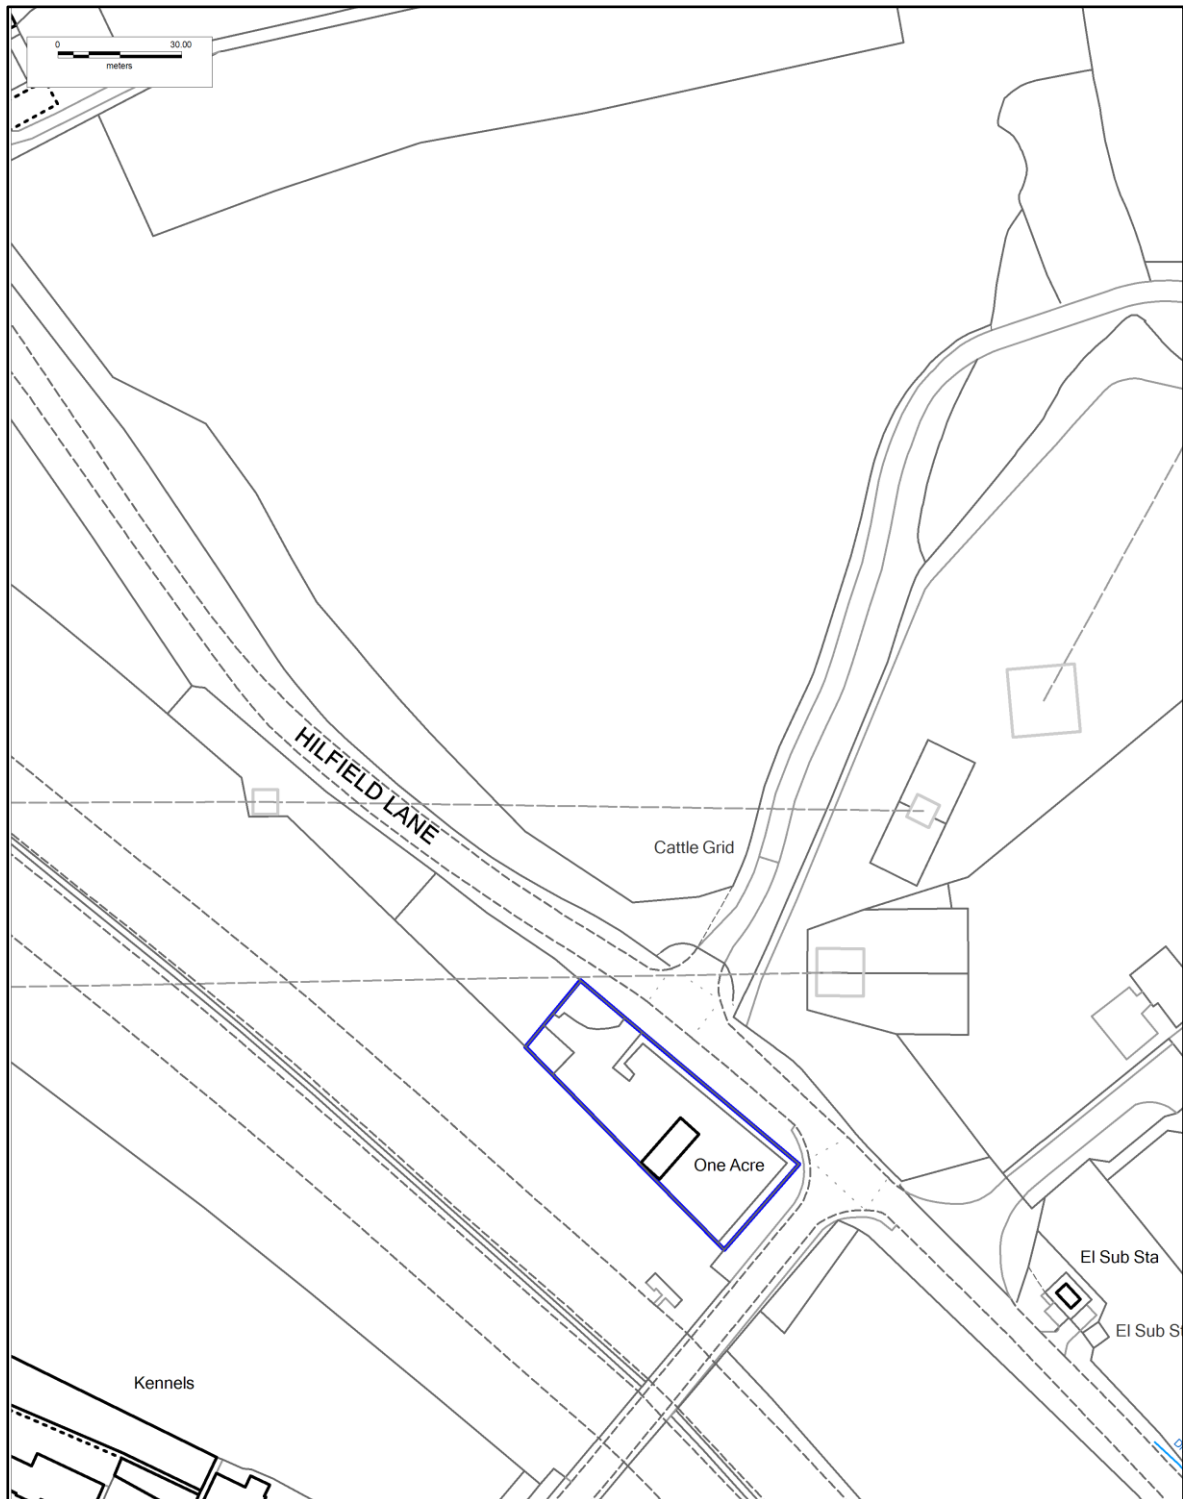 0 30.00
meters
HILFIELD LANE
Cattle Grid
One Acre
El Sub Sta
El Sub St
Kennels